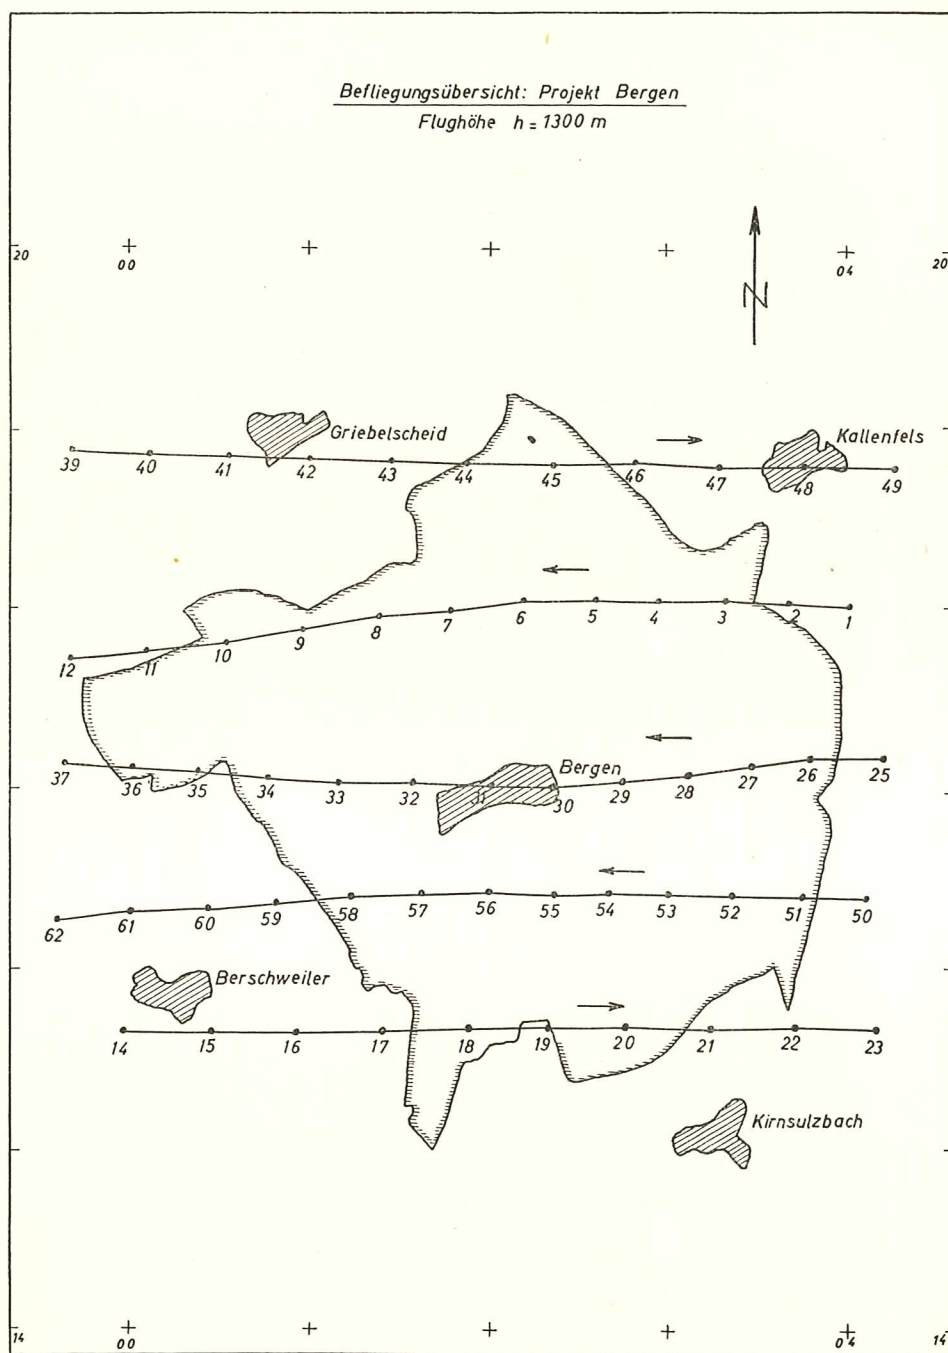 Befliegungsübersicht: Projekt Bergen
Flughöhe h = 1300 m
20 00 04 20
N
Griebelscheid Kallenfels
39 40 41 42 43 44 45 46 47 48 49
12 11 10 9 8 7 6 5 4 3 2 1
Bergen
37 36 35 34 33 32 31 30 29 28 27 26 25
62 61 60 59 58 57 56 55 54 53 52 51 50
Berschweiler
14 15 16 17 18 19 20 21 22 23
Kirnsulzbach
14 00 04 14